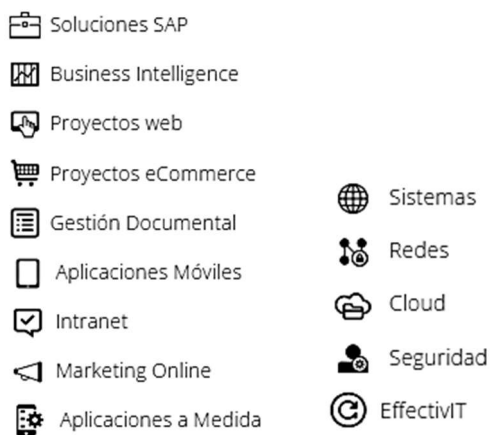 Soluciones SAP
Business Intelligence
Proyectos web
Proyectos eCommerce
Gestión Documental
Aplicaciones Móviles
Intranet
Marketing Online
Aplicaciones a Medida
Sistemas
Redes
Cloud
Seguridad
EffectivIT